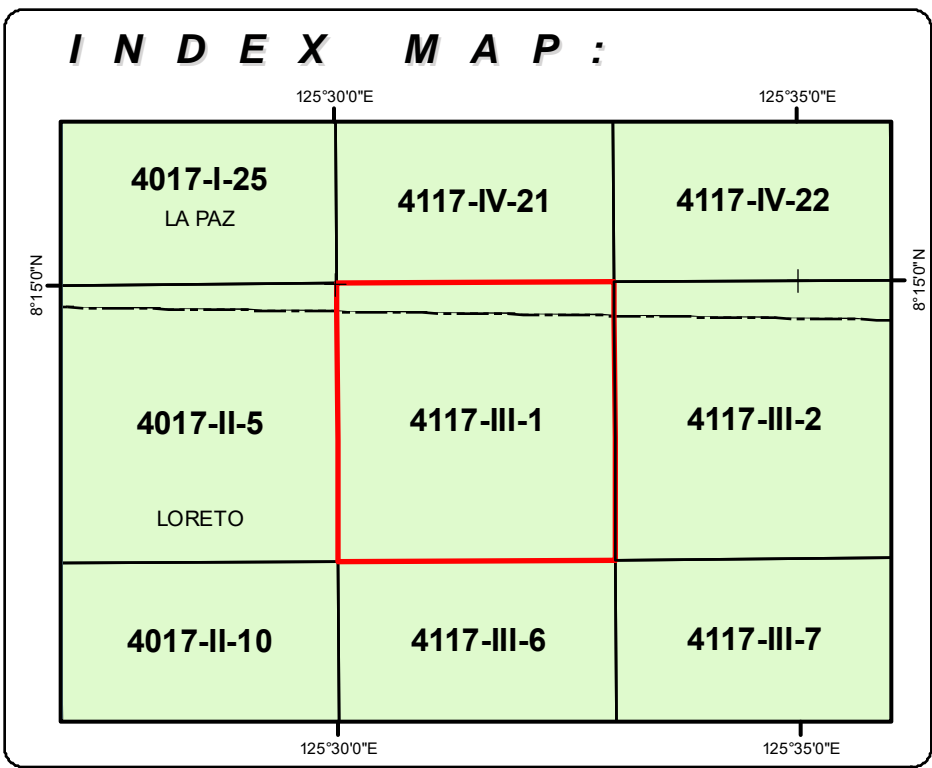 INDEX MAP:
125°30'0"E
125°35'0"E
4017-I-25
LA PAZ
4117-IV-21
4117-IV-22
8°15'0"N
8°15'0"N
4017-II-5
4117-III-1
4117-III-2
LORETO
4017-II-10
4117-III-6
4117-III-7
125°30'0"E
125°35'0"E